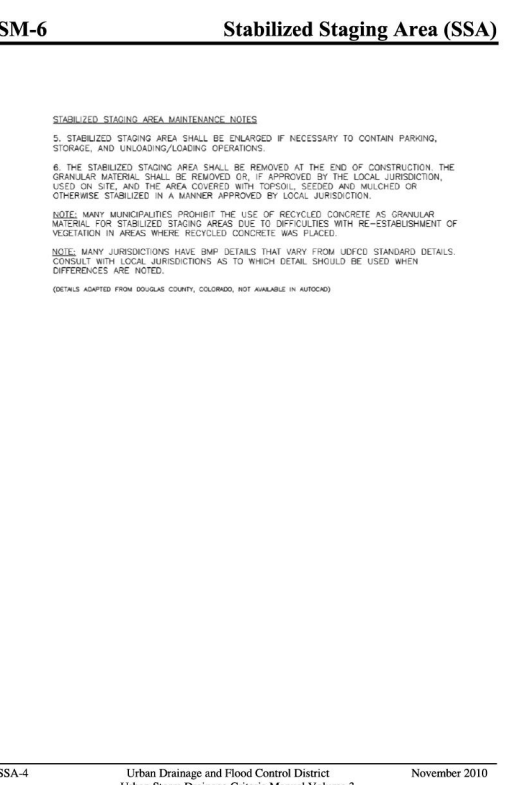 SM-6 Stabilized Staging Area (SSA)
STABILIZED STAGING AREA MAINTENANCE NOTES
5. STABILIZED STAGING AREA SHALL BE ENLARGED IF NECESSARY TO CONTAIN PARKING,
STORAGE, AND UNLOADING/LOADING OPERATIONS.
6. THE STABILIZED STAGING AREA SHALL BE REMOVED AT THE END OF CONSTRUCTION. THE
GRANULAR MATERIAL SHALL BE REMOVED OR, IF APPROVED BY THE LOCAL JURISDICTION,
USED ON SITE, AND THE AREA COVERED WITH TOPSOIL, SEEDED AND MULCHED OR
OTHERWISE STABILIZED IN A MANNER APPROVED BY LOCAL JURISDICTION.
NOTE: MANY MUNICIPALITIES PROHIBIT THE USE OF RECYCLED CONCRETE AS GRANULAR
MATERIAL FOR STABILIZED STAGING AREAS DUE TO DIFFICULTIES WITH RE-ESTABLISHMENT OF
VEGETATION IN AREAS WHERE RECYCLED CONCRETE WAS PLACED.
NOTE: MANY JURISDICTIONS HAVE BMP DETAILS THAT VARY FROM UDFCD STANDARD DETAILS.
CONSULT WITH LOCAL JURISDICTIONS AS TO WHICH DETAIL SHOULD BE USED WHEN
DIFFERENCES ARE NOTED.
(DETAILS ADAPTED FROM DOUGLAS COUNTY, COLORADO, NOT AVAILABLE IN AUTOCAD)
SSA-4 Urban Drainage and Flood Control District November 2010
Urban Storm Drainage Criteria Manual Volume 3